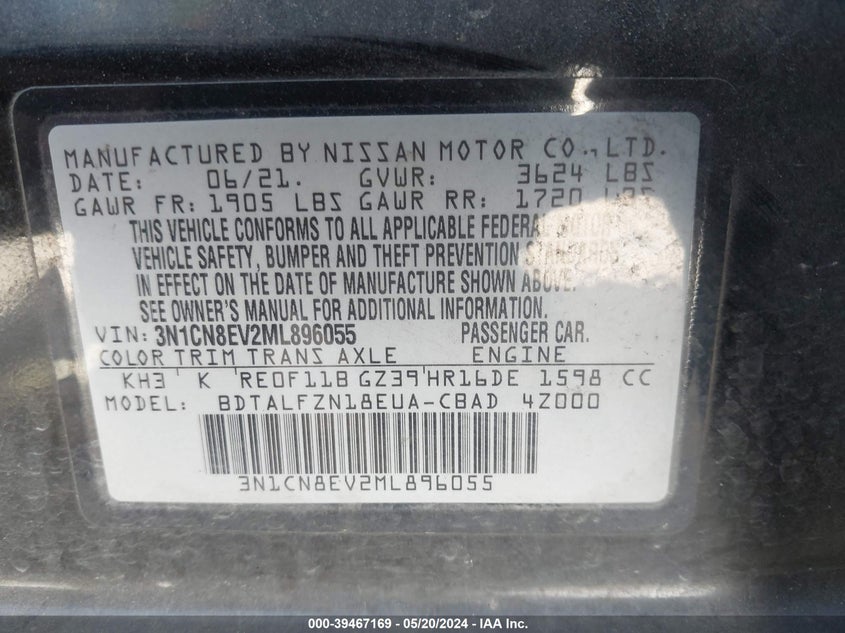 MANUFACTURED BY NISSAN MOTOR CO., LTD.
DATE: 06/21. GVWR: 3624 LBS
GAWR FR: 1905 LBS GAWR RR: 1720 LBS
THIS VEHICLE CONFORMS TO ALL APPLICABLE FEDERAL MOTOR
VEHICLE SAFETY, BUMPER AND THEFT PREVENTION STANDARDS
IN EFFECT ON THE DATE OF MANUFACTURE SHOWN ABOVE.
SEE OWNER'S MANUAL FOR ADDITIONAL INFORMATION.
VIN: 3N1CN8EV2ML896055 PASSENGER CAR.
COLOR TRIM TRANS AXLE ENGINE
KH3 K RE0F11B GZ39 HR16DE 1598 CC
MODEL: BDTALFZN18EUA-CBAD 4Z000
3N1CN8EV2ML896055
000-39467169 - 05/20/2024 - IAA Inc.